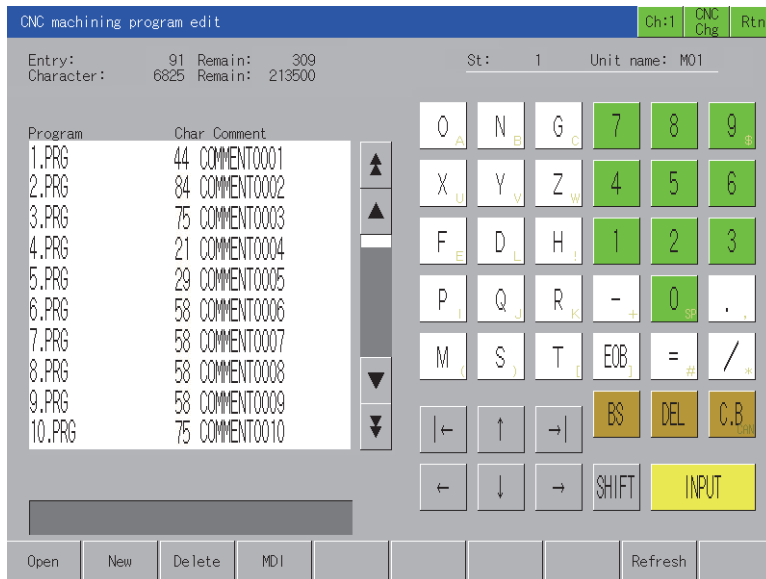 CNC machining program edit Ch:1 CNC Chg Rtn
Entry: 91 Remain: 309 St: 1 Unit name: M01
Character: 6825 Remain: 213500
Program Char Comment
1.PRG 44 COMMENT0001
2.PRG 84 COMMENT0002
3.PRG 75 COMMENT0003
4.PRG 21 COMMENT0004
5.PRG 29 COMMENT0005
6.PRG 58 COMMENT0006
7.PRG 58 COMMENT0007
8.PRG 58 COMMENT0008
9.PRG 58 COMMENT0009
10.PRG 75 COMMENT0010
O A N B G C 7 8 9 $
X U Y V Z W 4 5 6
F E D L H ! 1 2 3
P I Q J R K - + 0 SP . ,
M ( S ) T [ EOB ] = # / *
|← ↑ →| BS DEL C.B CAN
← ↓ → SHIFT INPUT
Open New Delete MDI Refresh